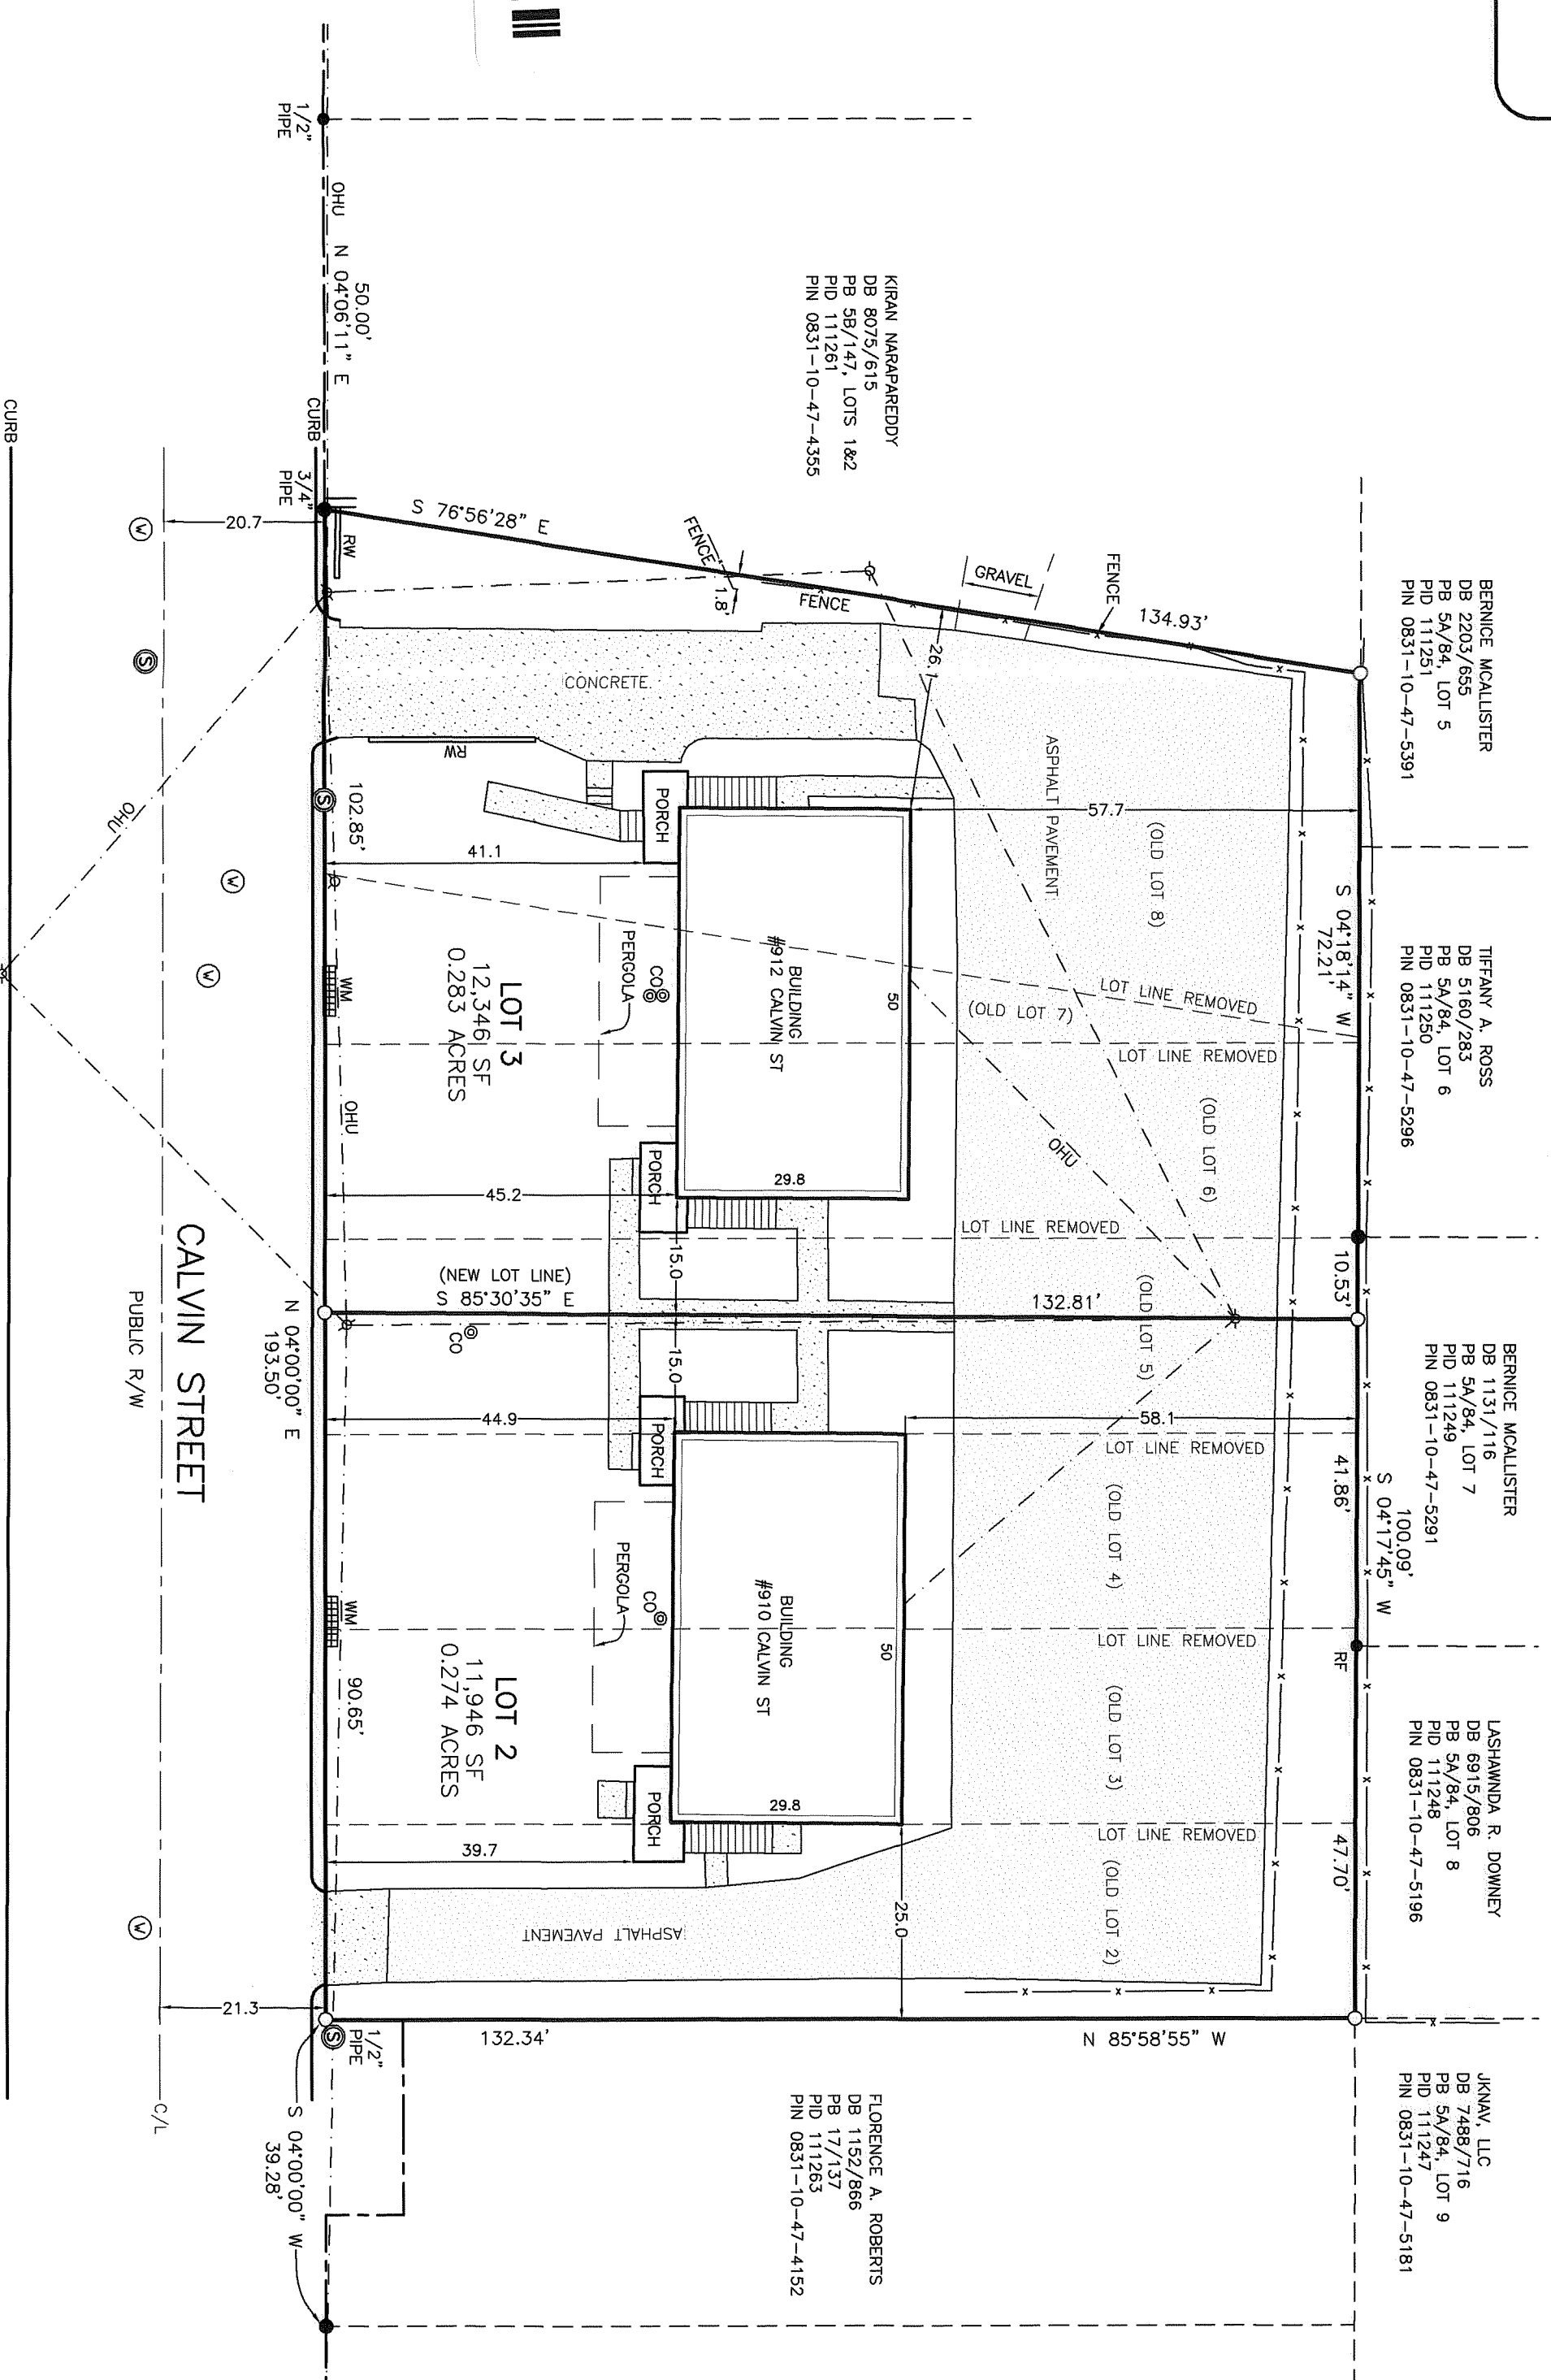 BERNICE MCALLISTER
DB 2203/655
PB 5A/84, LOT 5
PID 111251
PIN 0831-10-47-5391
TIFFANY A. ROSS
DB 5160/283
PB 5A/84, LOT 6
PID 111250
PIN 0831-10-47-5296
BERNICE MCALLISTER
DB 1131/116
PB 5A/84, LOT 7
PID 111249
PIN 0831-10-47-5291
LASHAWNDA R. DOWNEY
DB 6915/806
PB 5A/84, LOT 8
PID 111248
PIN 0831-10-47-5196
JKNAV, LLC
DB 7488/716
PB 5A/84, LOT 9
PID 111247
PIN 0831-10-47-5181
KIRAN NARAPAREDDY
DB 8075/615
PB 5B/147, LOTS 1&2
PID 111261
PIN 0831-10-47-4355
FLORENCE A. ROBERTS
DB 1152/866
PB 17/137
PID 111263
PIN 0831-10-47-4152
S 04°18'14" W
72.21'
10.53'
100.09'
S 04°17'45" W
41.86'
RF
47.70'
134.93'
FENCE
GRAVEL
FENCE
FENCE
1.8'
S 76°56'28" E
26.1
57.7
58.1
ASPHALT PAVEMENT
(OLD LOT 8)
LOT LINE REMOVED
(OLD LOT 7)
LOT LINE REMOVED
(OLD LOT 6)
OHU
LOT LINE REMOVED
132.81'
(OLD LOT 5)
LOT LINE REMOVED
(OLD LOT 4)
LOT LINE REMOVED
(OLD LOT 3)
LOT LINE REMOVED
(OLD LOT 2)
N 85°58'55" W
132.34'
25.0
CONCRETE
RW
RW
PORCH
50
BUILDING
#912 CALVIN ST
29.8
PERGOLA
CO
PORCH
15.0
15.0
(NEW LOT LINE)
S 85°30'35" E
CO
PORCH
50
BUILDING
#910 CALVIN ST
29.8
PERGOLA
CO
PORCH
ASPHALT PAVEMENT
41.1
45.2
44.9
39.7
LOT 3
12,346 SF
0.283 ACRES
LOT 2
11,946 SF
0.274 ACRES
1/2"
PIPE
OHU
50.00'
N 04°06'11" E
CURB
3/4"
PIPE
S
102.85'
WM
OHU
WM
90.65'
S
1/2"
PIPE
N 04°00'00" E
193.50'
S 04°00'00" W
39.28'
20.7
21.3
W
S
OHU
W
W
W
CALVIN STREET
PUBLIC R/W
C/L
CURB